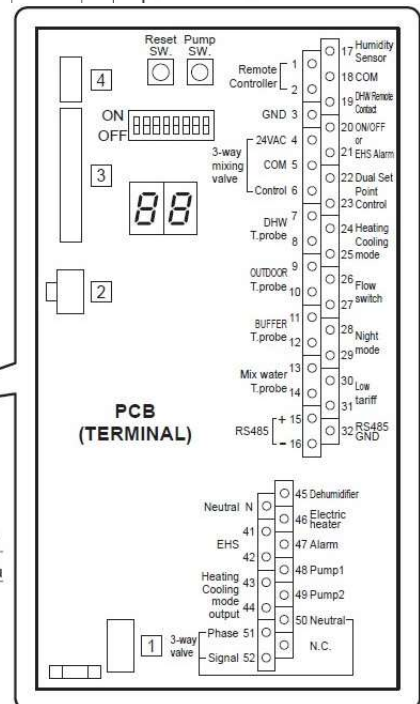 Reset Pump
SW. SW.
4
ON
OFF
3
88
2
PCB
(TERMINAL)
1
Remote
Controller
1
2
GND 3
3-way
mixing
valve
24VAC 4
COM 5
Control 6
DHW
T.probe
7
8
OUTDOOR
T.probe
9
10
BUFFER
T.probe
11
12
Mix water
T.probe
13
14
RS485
+ 15
- 16
17 Humidity
Sensor
18 COM
19 DHW Remote
Contact
20 ON/OFF
or
21 EHS Alarm
22 Dual Set
Point
23 Control
24 Heating
Cooling
25 mode
26
Flow
switch
27
28
Night
mode
29
30
Low
tariff
31
32 RS485
GND
Neutral N
EHS
41
42
Heating
Cooling
mode
output
43
44
3-way
valve
Phase 51
Signal 52
45 Dehumidifier
46 Electric
heater
47 Alarm
48 Pump1
49 Pump2
50 Neutral
N.C.